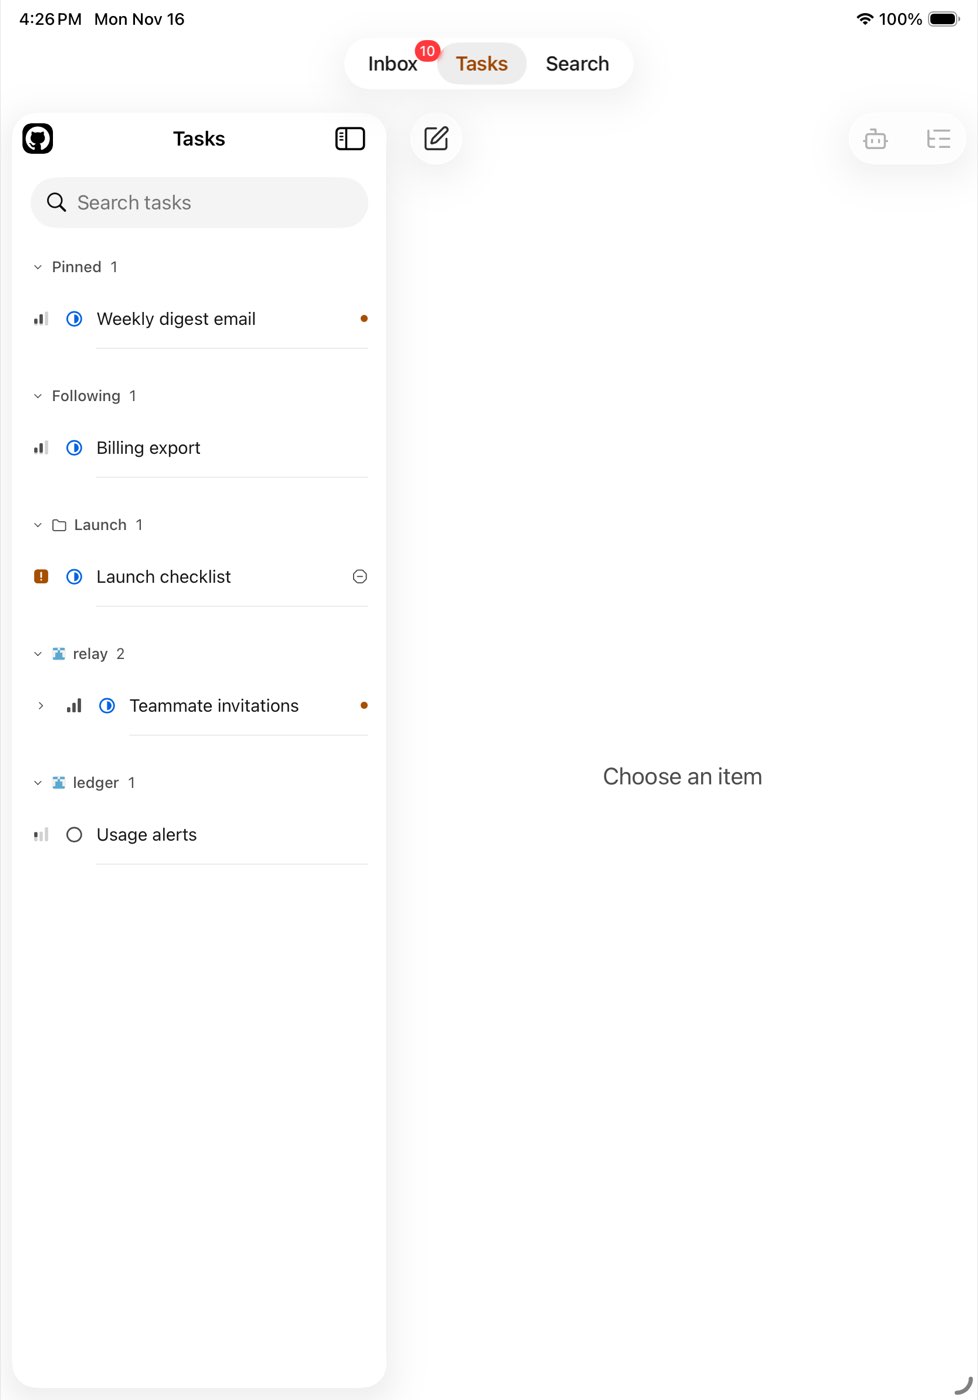 4:26 PM Mon Nov 16
100%
Inbox 10 Tasks Search
Tasks
Search tasks
Pinned 1
Weekly digest email
Following 1
Billing export
Launch 1
Launch checklist
relay 2
Teammate invitations
ledger 1
Usage alerts
Choose an item